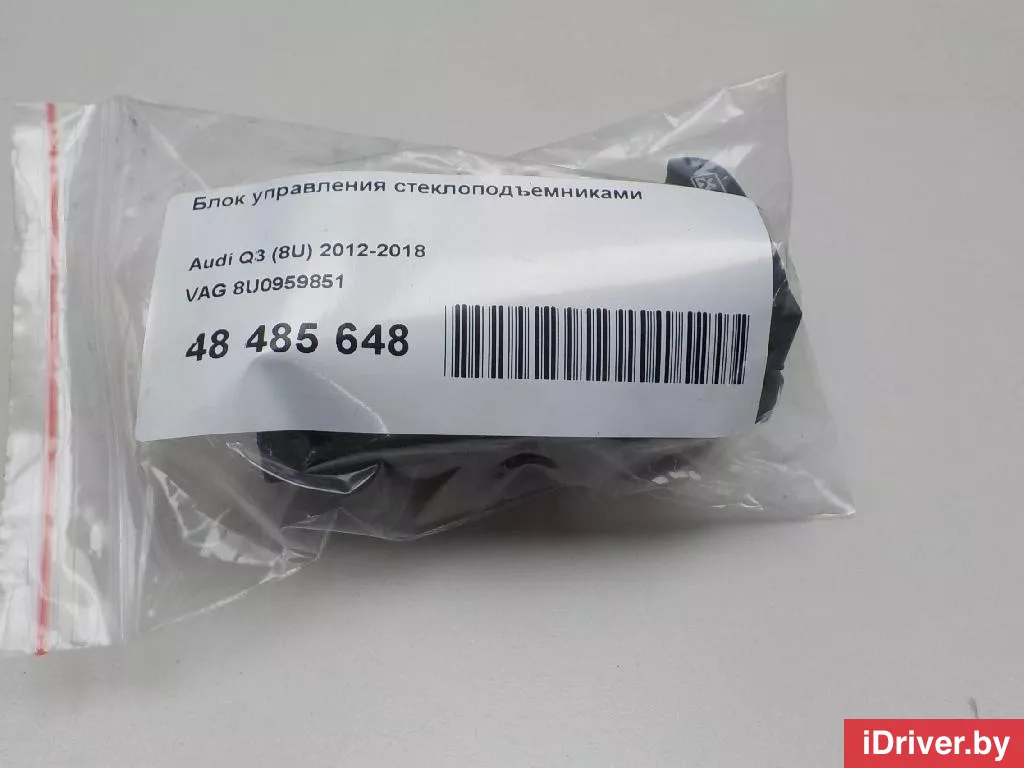 Блок управления стеклоподъемниками
Audi Q3 (8U) 2012-2018
VAG 8U0959851
48 485 648
iDriver.by